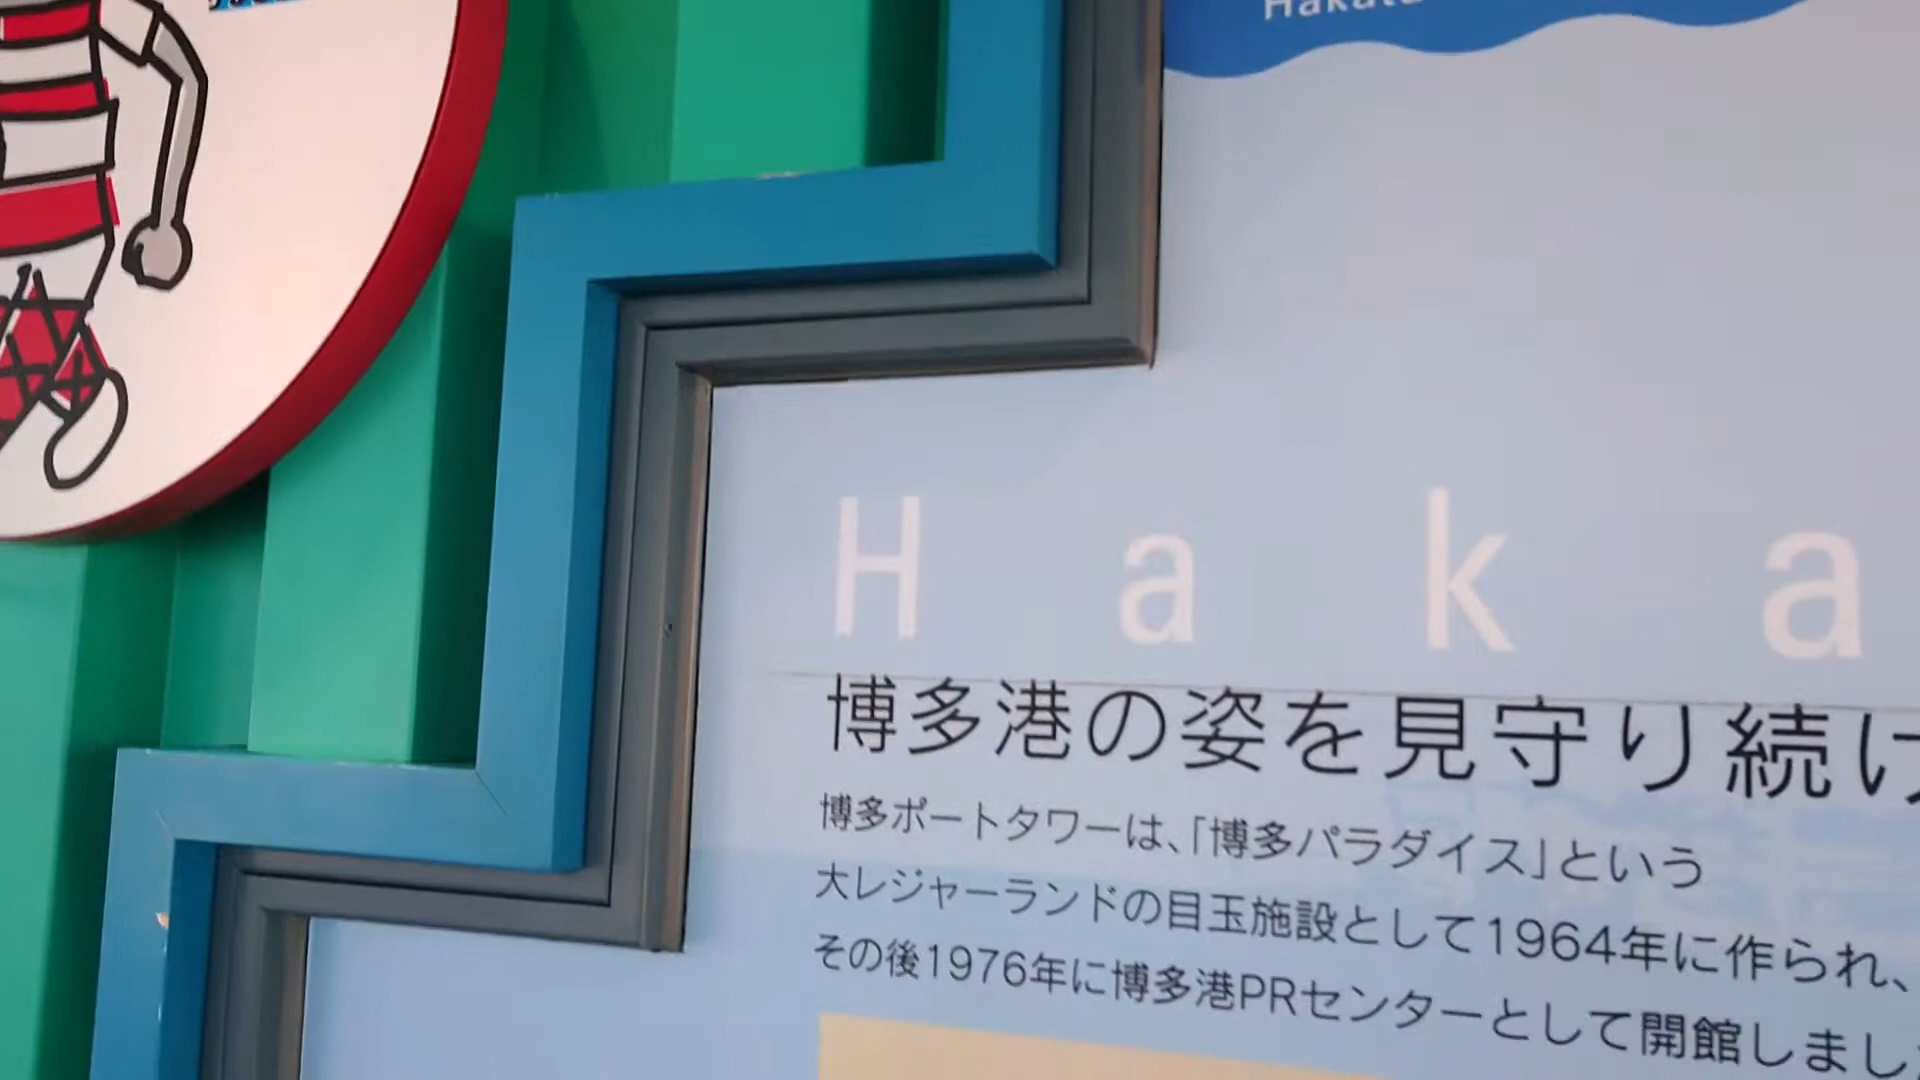 Hakata
H a k a
博多港の姿を見守り続け
博多ポートタワーは、「博多パラダイス」という
大レジャーランドの目玉施設として1964年に作られ、
その後1976年に博多港PRセンターとして開館しまし